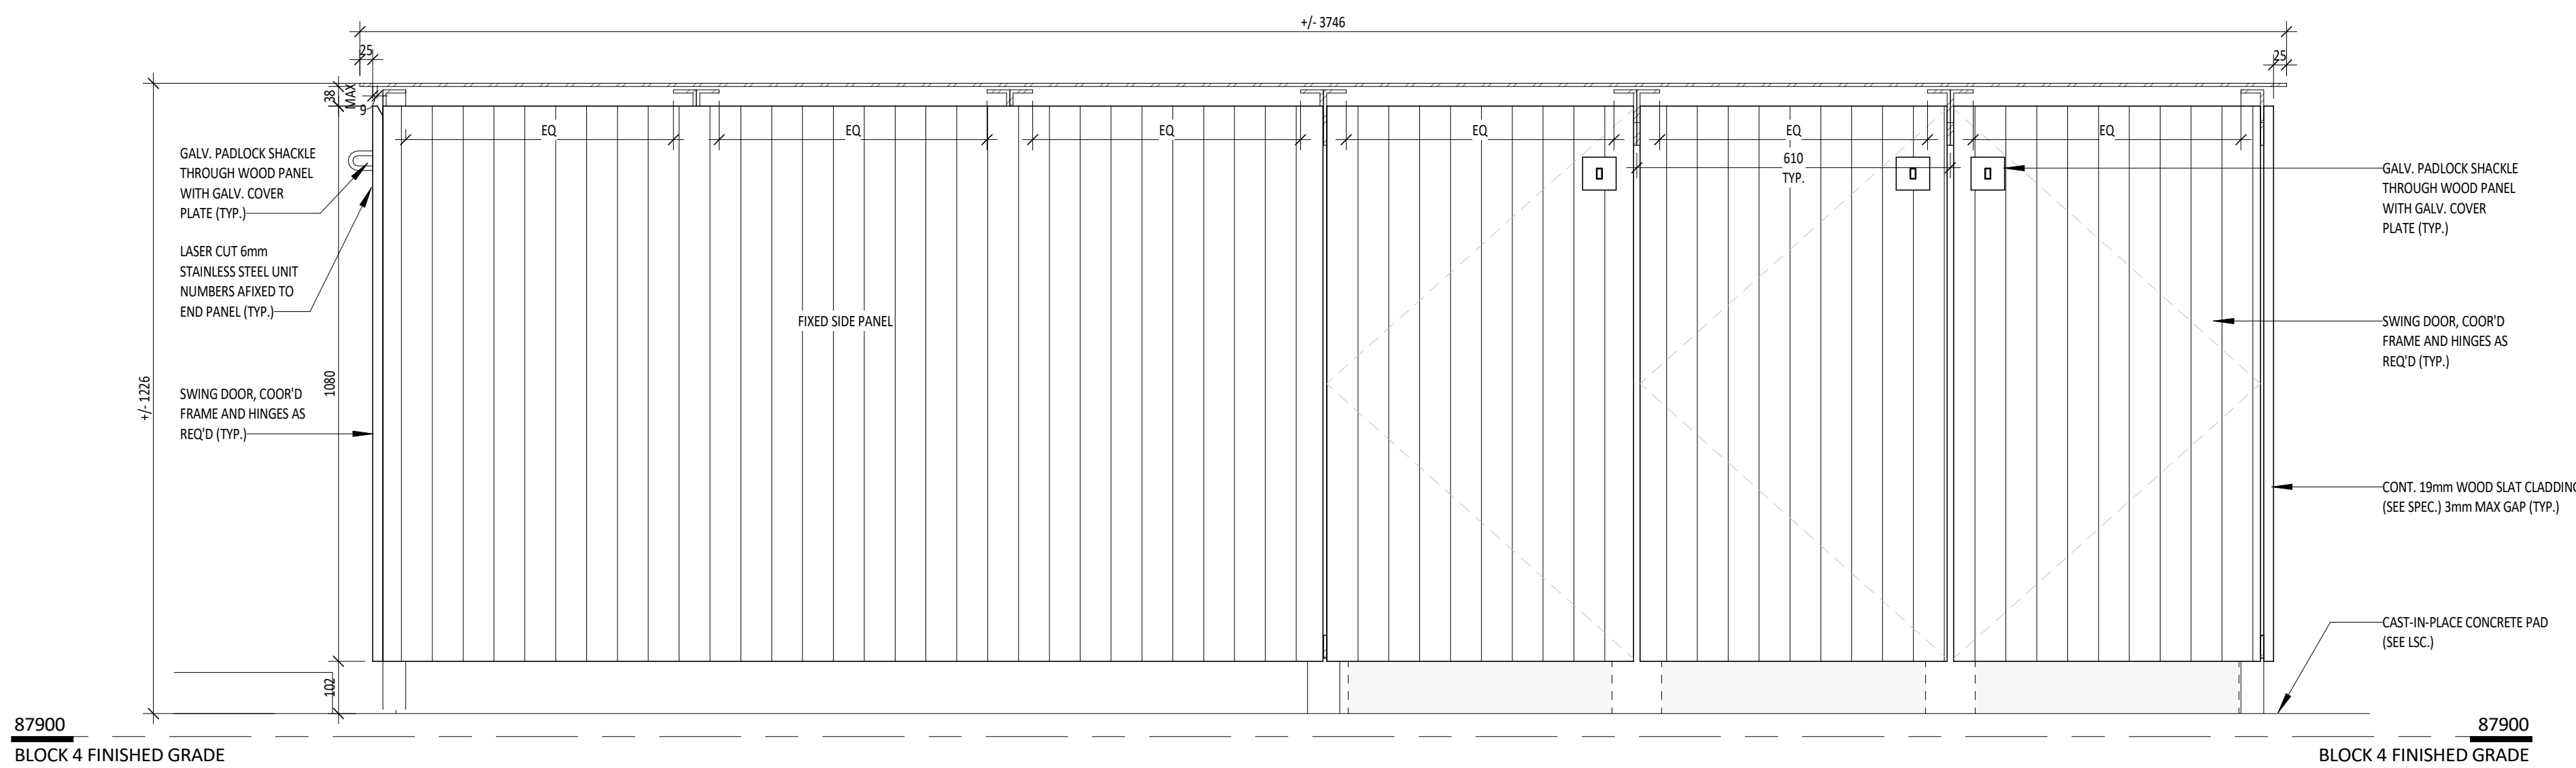 +/- 3746
25
25
38
MAX
9
EQ
EQ
EQ
EQ
EQ
EQ
610
TYP.
GALV. PADLOCK SHACKLE
THROUGH WOOD PANEL
WITH GALV. COVER
PLATE (TYP.)
LASER CUT 6mm
STAINLESS STEEL UNIT
NUMBERS AFIXED TO
END PANEL (TYP.)
SWING DOOR, COOR'D
FRAME AND HINGES AS
REQ'D (TYP.)
+/- 1226
1080
102
FIXED SIDE PANEL
GALV. PADLOCK SHACKLE
THROUGH WOOD PANEL
WITH GALV. COVER
PLATE (TYP.)
SWING DOOR, COOR'D
FRAME AND HINGES AS
REQ'D (TYP.)
CONT. 19mm WOOD SLAT CLADDING
(SEE SPEC.) 3mm MAX GAP (TYP.)
CAST-IN-PLACE CONCRETE PAD
(SEE LSC.)
87900
BLOCK 4 FINISHED GRADE
87900
BLOCK 4 FINISHED GRADE